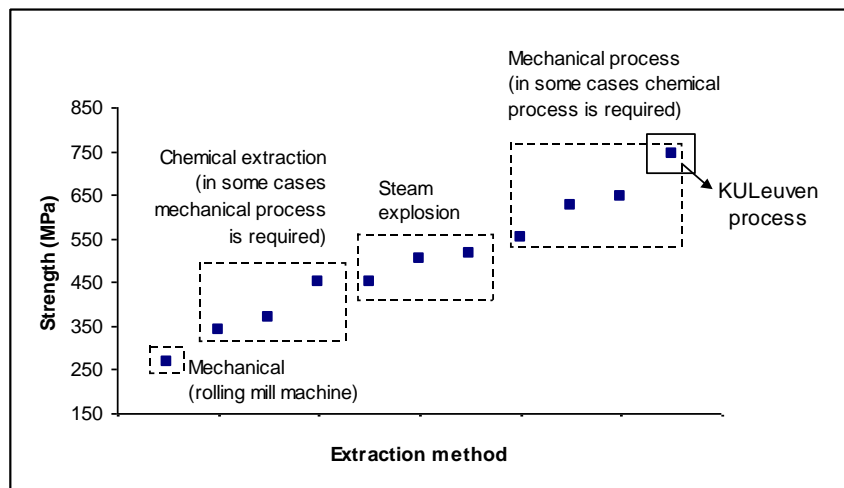 Mechanical process
(in some cases chemical
process is required)
850
750
650
550
450
350
250
150
Strength (MPa)
Chemical extraction
(in some cases
mechanical process
is required)
Steam
explosion
KULeuven
process
Mechanical
(rolling mill machine)
Extraction method